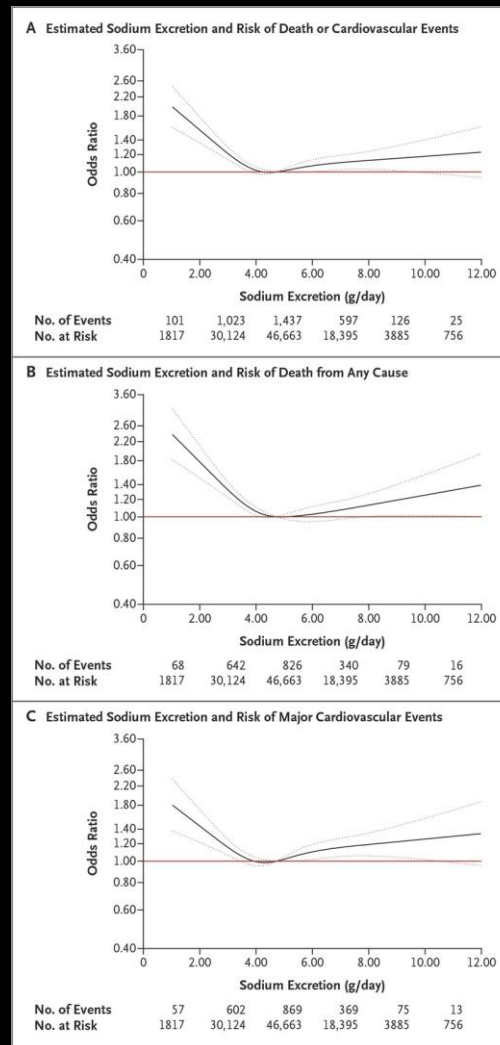 A Estimated Sodium Excretion and Risk of Death or Cardiovascular Events
3.60
2.60
2.20
1.80
1.40
1.20
1.00
0.80
0.60
0.40
Odds Ratio
0 2.00 4.00 6.00 8.00 10.00 12.00
Sodium Excretion (g/day)
No. of Events 101 1,023 1,437 597 126 25
No. at Risk 1817 30,124 46,663 18,395 3885 756
B Estimated Sodium Excretion and Risk of Death from Any Cause
3.60
2.60
2.20
1.80
1.40
1.20
1.00
0.80
0.60
0.40
Odds Ratio
0 2.00 4.00 6.00 8.00 10.00 12.00
Sodium Excretion (g/day)
No. of Events 68 642 826 340 79 16
No. at Risk 1817 30,124 46,663 18,395 3885 756
C Estimated Sodium Excretion and Risk of Major Cardiovascular Events
3.60
2.60
2.20
1.80
1.40
1.20
1.00
0.80
0.60
0.40
Odds Ratio
0 2.00 4.00 6.00 8.00 10.00 12.00
Sodium Excretion (g/day)
No. of Events 57 602 869 369 75 13
No. at Risk 1817 30,124 46,663 18,395 3885 756